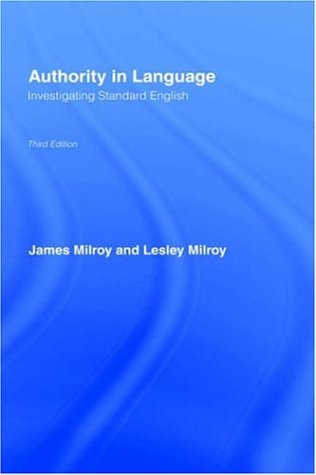 Authority in Language
Investigating Standard English
Third Edition
James Milroy and Lesley Milroy